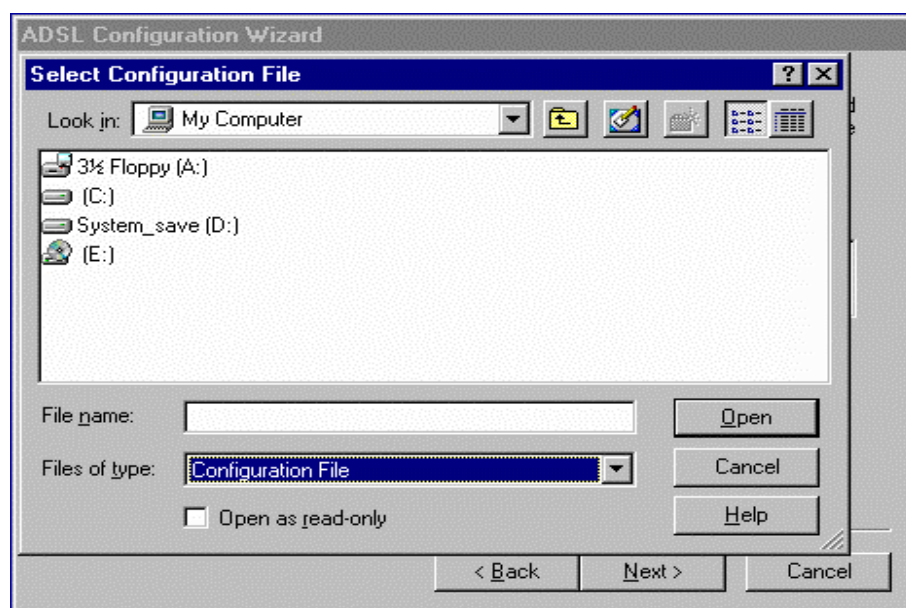 ADSL Configuration Wizard
Select Configuration File
Look in: My Computer
3½ Floppy (A:)
(C:)
System_save (D:)
(E:)
File name:
Open
Files of type: Configuration File
Cancel
Open as read-only
Help
< Back Next > Cancel